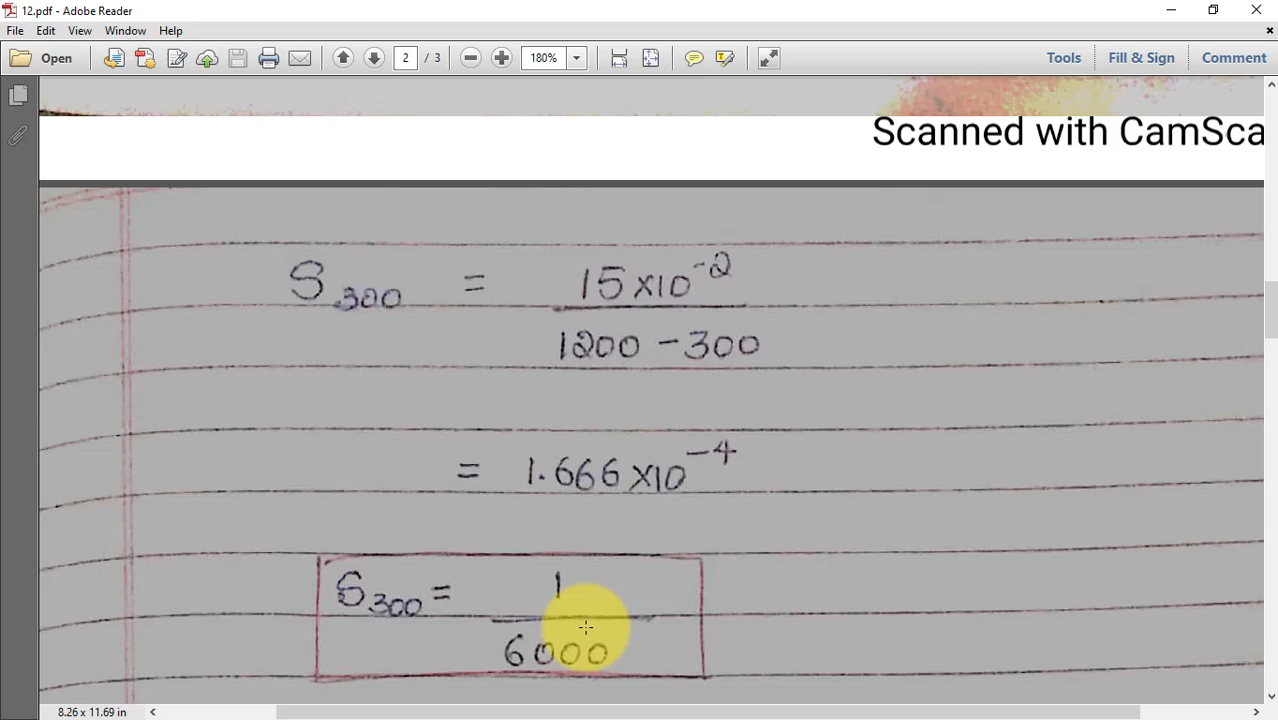 12.pdf - Adobe Reader
File Edit View Window Help
Open 2 / 3 180% Tools Fill & Sign Comment
Scanned with CamSca
S300 = 15×10⁻²
1200 - 300
= 1.666×10⁻⁴
S300 = 1
6000
8.26 x 11.69 in